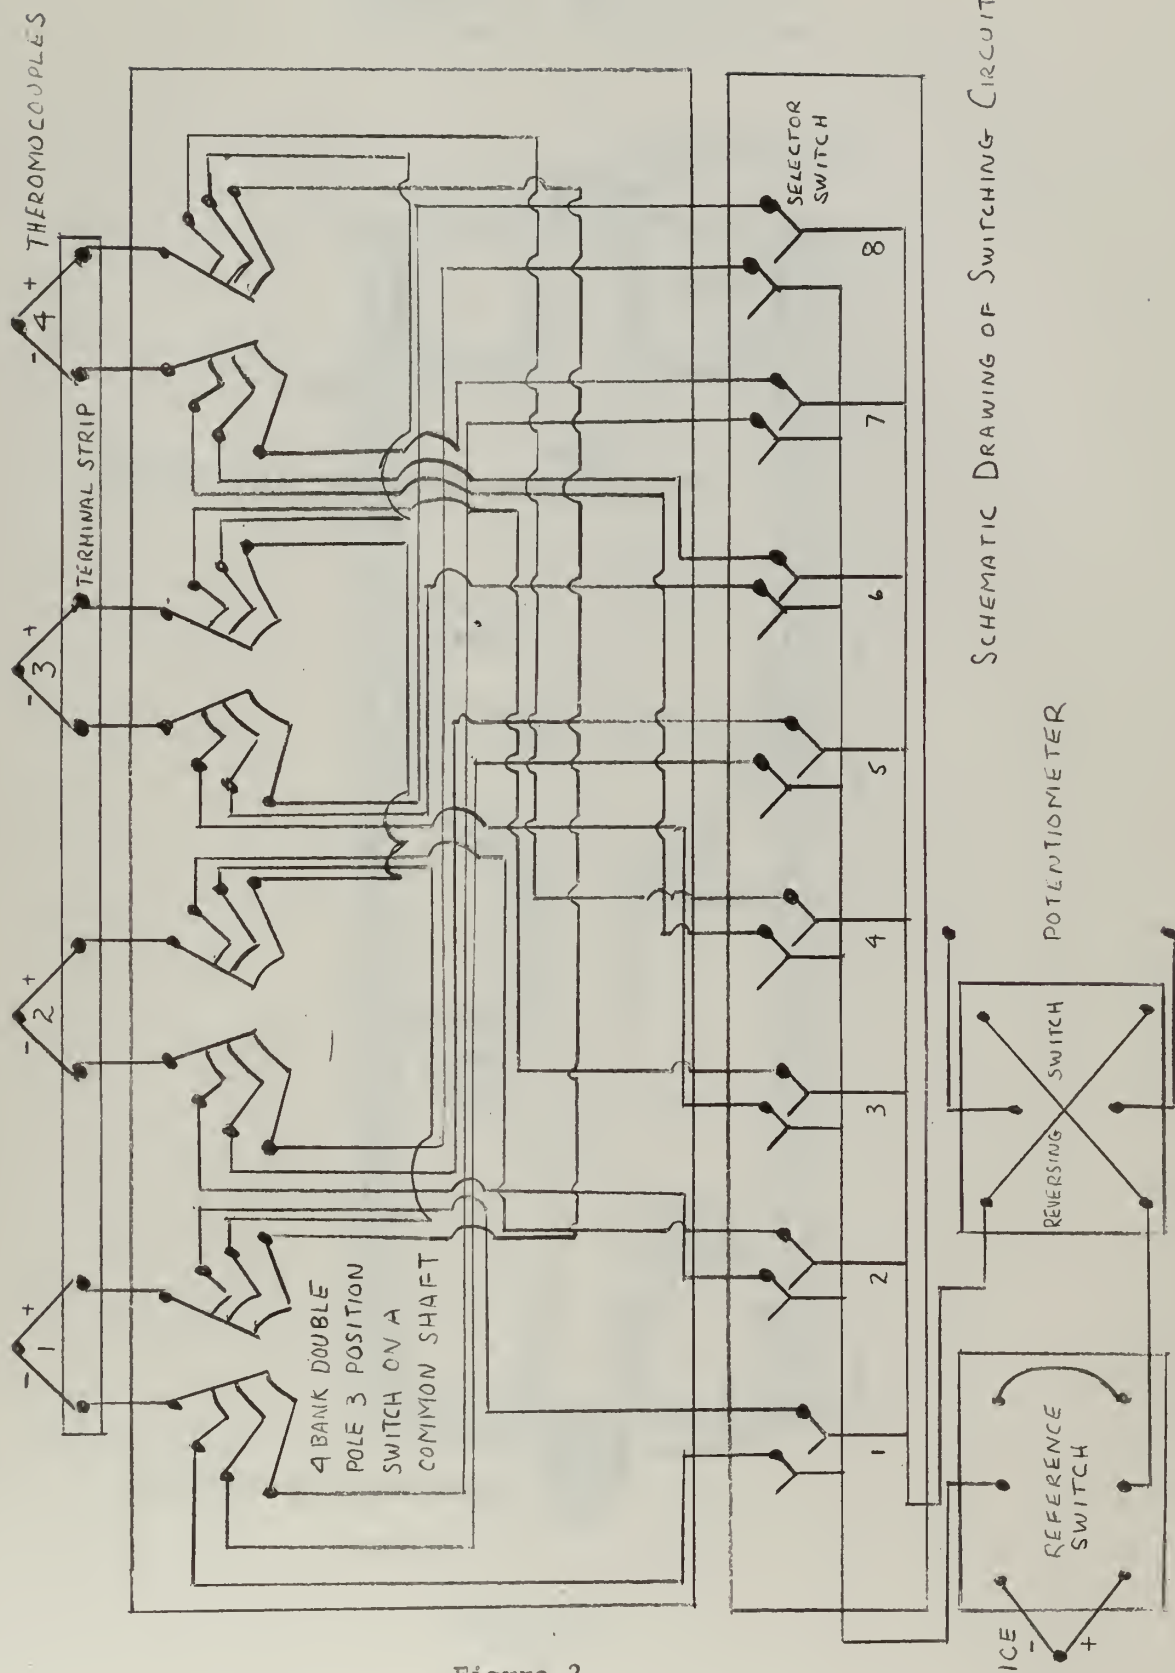 THEROMOCOUPLES
- 1 +
- 2 +
- 3 +
- 4 +
TERMINAL STRIP
4 BANK DOUBLE
POLE 3 POSITION
SWITCH ON A
COMMON SHAFT
SELECTOR
SWITCH
1
2
3
4
5
6
7
8
ICE
-
+
REFERENCE
SWITCH
REVERSING SWITCH
POTENTIOMETER
SCHEMATIC DRAWING OF SWITCHING CIRCUIT